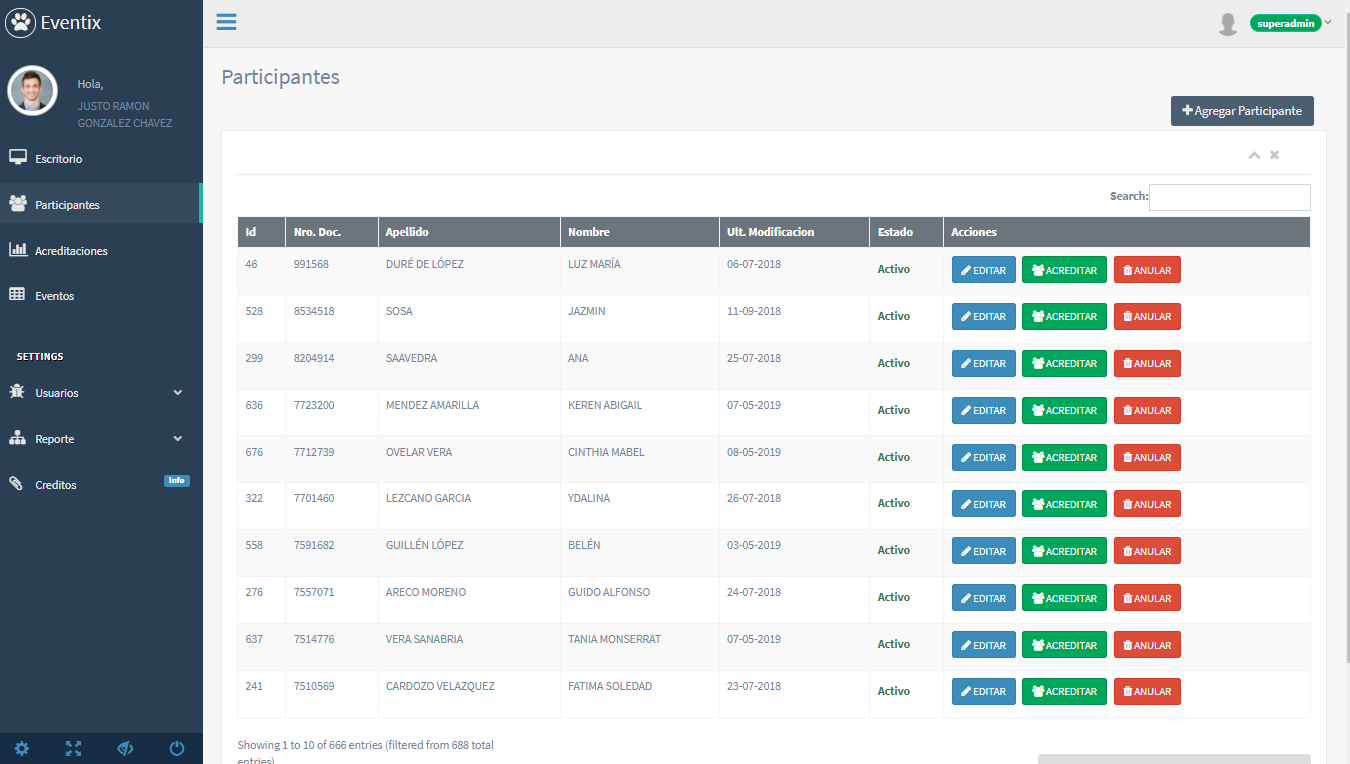 Eventix
superadmin
Hola,
JUSTO RAMON
GONZALEZ CHAVEZ
Escritorio
Participantes
Acreditaciones
Eventos
SETTINGS
Usuarios
Reporte
Creditos Info
Participantes
Agregar Participante
Search:
Id Nro. Doc. Apellido Nombre Ult. Modificacion Estado Acciones
46 991568 DURÉ DE LÓPEZ LUZ MARÍA 06-07-2018 Activo EDITAR ACREDITAR ANULAR
528 8534518 SOSA JAZMIN 11-09-2018 Activo EDITAR ACREDITAR ANULAR
299 8204914 SAAVEDRA ANA 25-07-2018 Activo EDITAR ACREDITAR ANULAR
636 7723200 MENDEZ AMARILLA KEREN ABIGAIL 07-05-2019 Activo EDITAR ACREDITAR ANULAR
676 7712739 OVELAR VERA CINTHIA MABEL 08-05-2019 Activo EDITAR ACREDITAR ANULAR
322 7701460 LEZCANO GARCIA YDALINA 26-07-2018 Activo EDITAR ACREDITAR ANULAR
558 7591682 GUILLÉN LÓPEZ BELÉN 03-05-2019 Activo EDITAR ACREDITAR ANULAR
276 7557071 ARECO MORENO GUIDO ALFONSO 24-07-2018 Activo EDITAR ACREDITAR ANULAR
637 7514776 VERA SANABRIA TANIA MONSERRAT 07-05-2019 Activo EDITAR ACREDITAR ANULAR
241 7510569 CARDOZO VELAZQUEZ FATIMA SOLEDAD 23-07-2018 Activo EDITAR ACREDITAR ANULAR
Showing 1 to 10 of 666 entries (filtered from 688 total
entries)